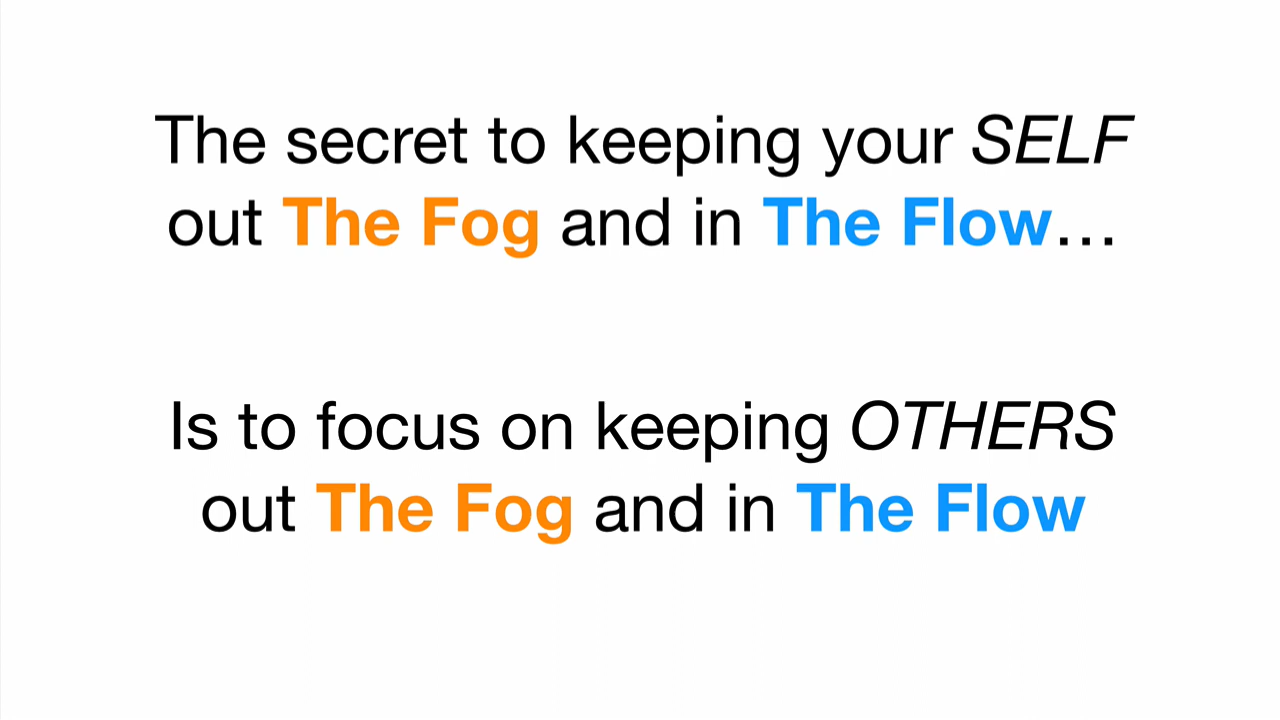 The secret to keeping your SELF
out The Fog and in The Flow…
Is to focus on keeping OTHERS
out The Fog and in The Flow